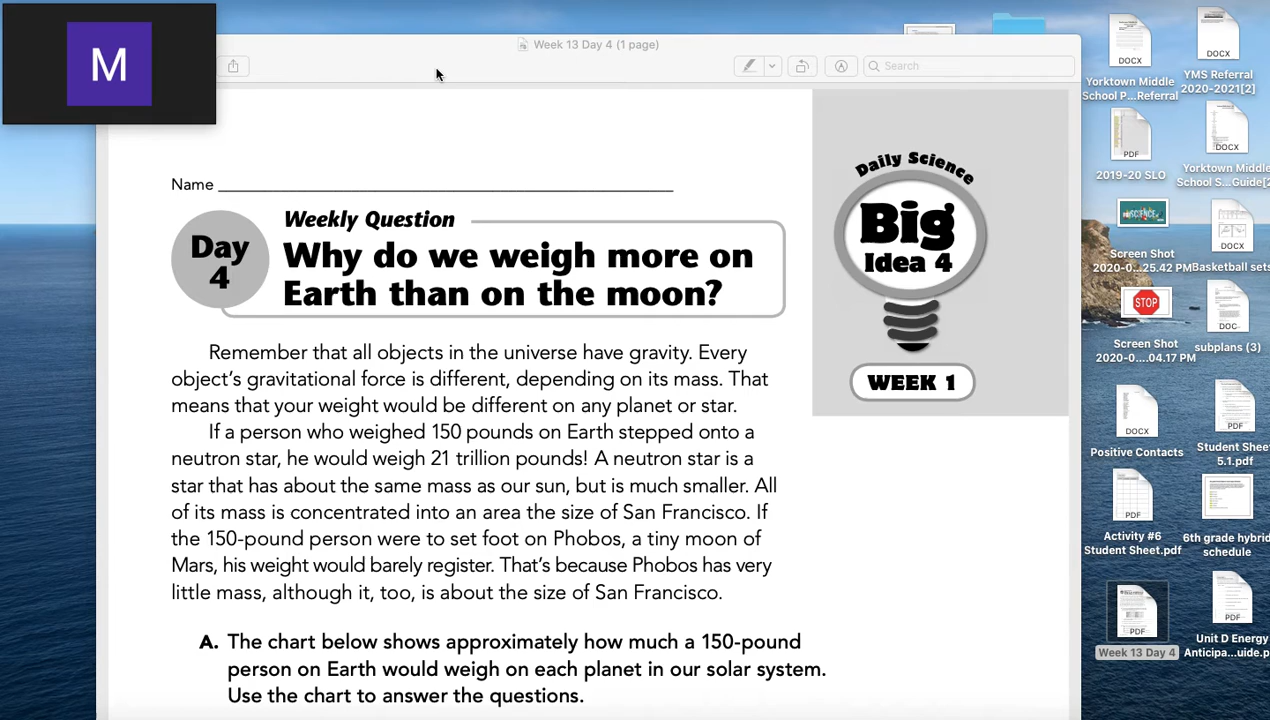 M
Week 13 Day 4 (1 page)
Search
Name
Day
4
Weekly Question
Why do we weigh more on
Earth than on the moon?
Daily Science
Big
Idea 4
WEEK 1
Remember that all objects in the universe have gravity. Every
object's gravitational force is different, depending on its mass. That
means that your weight would be different on any planet or star.
If a person who weighed 150 pounds on Earth stepped onto a
neutron star, he would weigh 21 trillion pounds! A neutron star is a
star that has about the same mass as our sun, but is much smaller. All
of its mass is concentrated into an area the size of San Francisco. If
the 150-pound person were to set foot on Phobos, a tiny moon of
Mars, his weight would barely register. That's because Phobos has very
little mass, although it, too, is about the size of San Francisco.
A. The chart below shows approximately how much a 150-pound
person on Earth would weigh on each planet in our solar system.
Use the chart to answer the questions.
DOCX
Yorktown Middle
School P...Referral
DOCX
YMS Referral
2020-2021[2]
PDF
2019-20 SLO
DOCX
Yorktown Middle
School S...Guide[2
SCIENCE
Screen Shot
2020-0...25.42 PM
DOCX
Basketball sets
STOP
Screen Shot
2020-0....04.17 PM
DOC
subplans (3)
DOCX
Positive Contacts
PDF
Student Sheet
5.1.pdf
PDF
Activity #6
Student Sheet.pdf
6th grade hybrid
schedule
PDF
Week 13 Day 4
PDF
Unit D Energy
Anticipa...uide.p